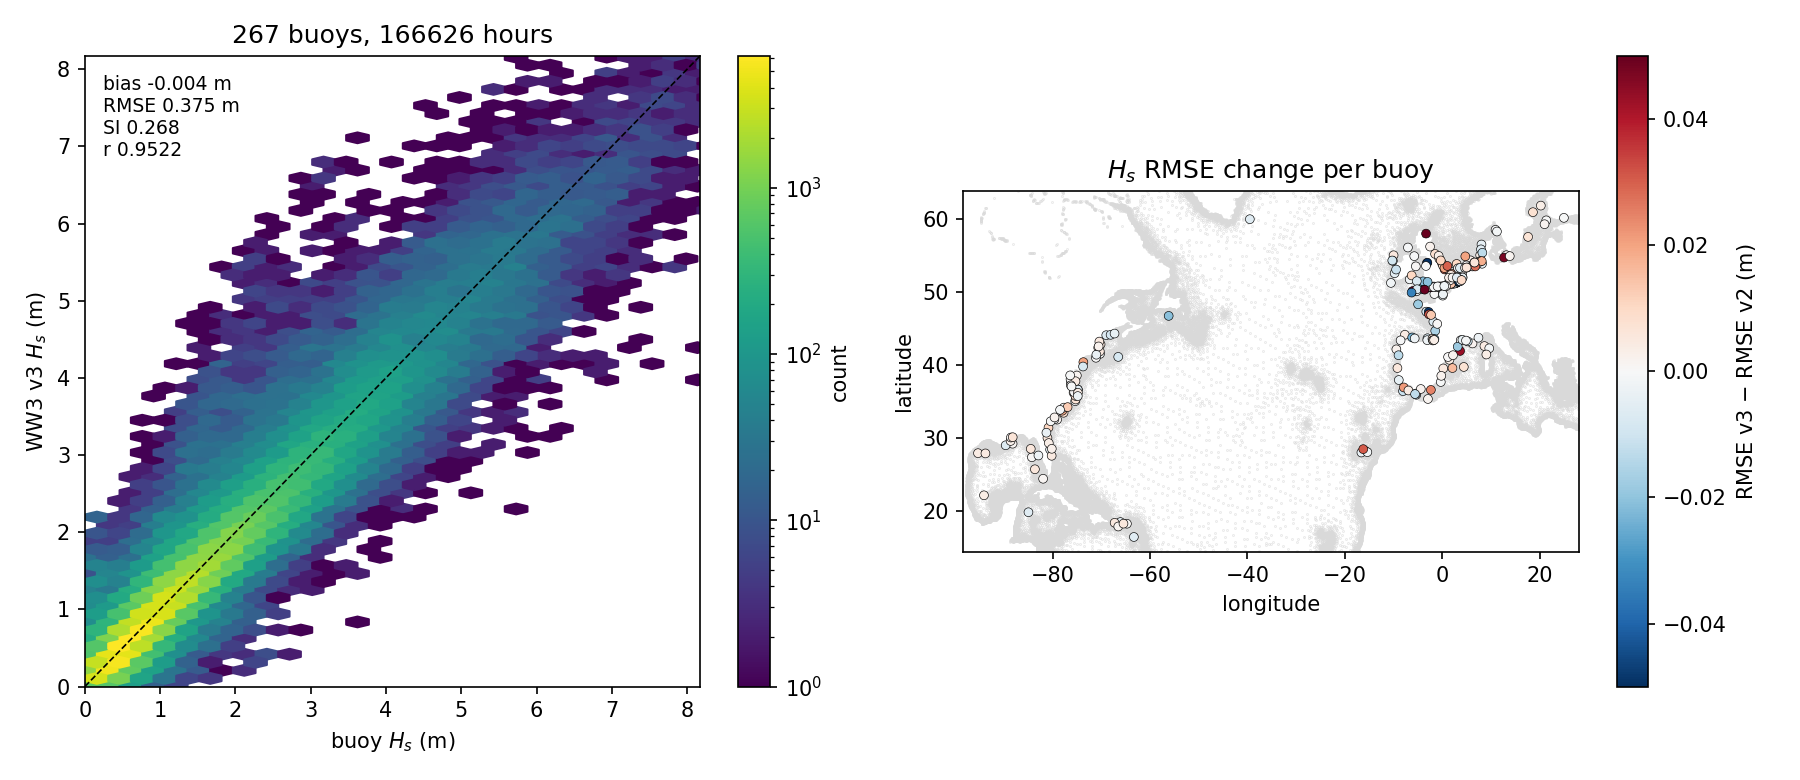 267 buoys, 166626 hours
bias -0.004 m
RMSE 0.375 m
SI 0.268
r 0.9522
WW3 v3 Hs (m)
8
7
6
5
4
3
2
1
0
0 1 2 3 4 5 6 7 8
buoy Hs (m)
10³
10²
10¹
10⁰
count
Hs RMSE change per buoy
latitude
60
50
40
30
20
−80 −60 −40 −20 0 20
longitude
0.04
0.02
0.00
−0.02
−0.04
RMSE v3 − RMSE v2 (m)